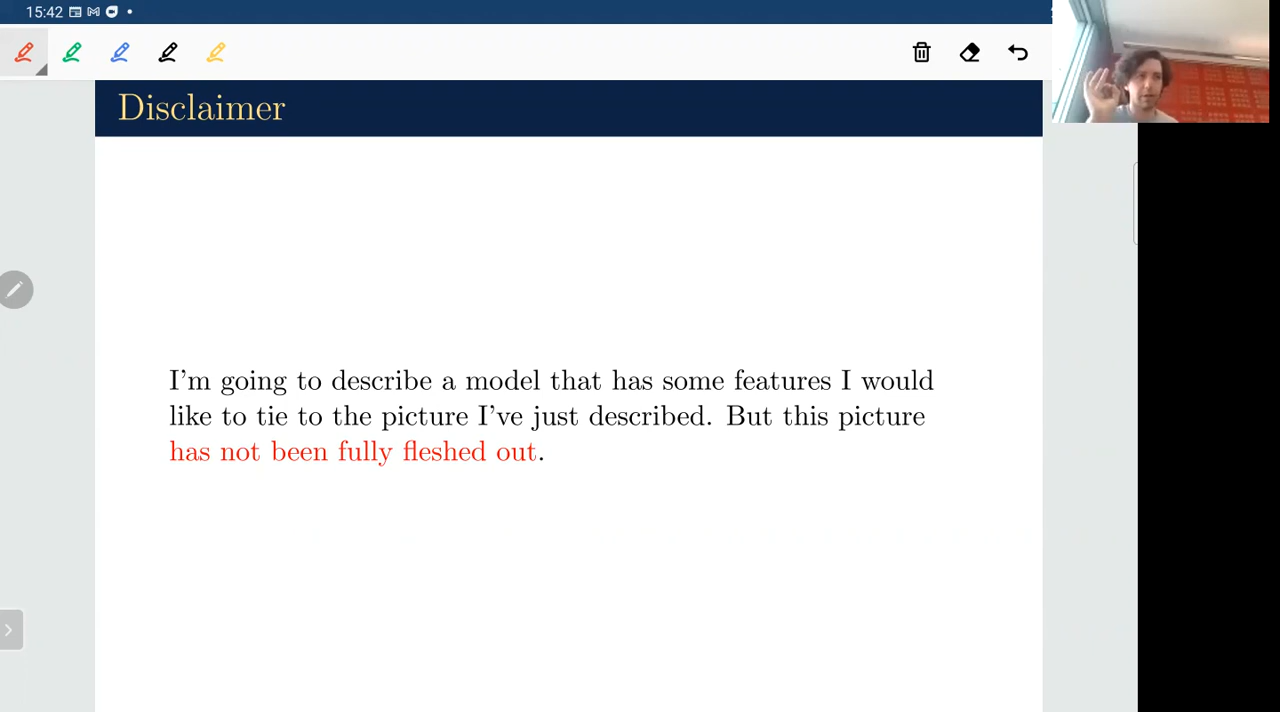 15:42
Disclaimer
I'm going to describe a model that has some features I would
like to tie to the picture I've just described. But this picture
has not been fully fleshed out.